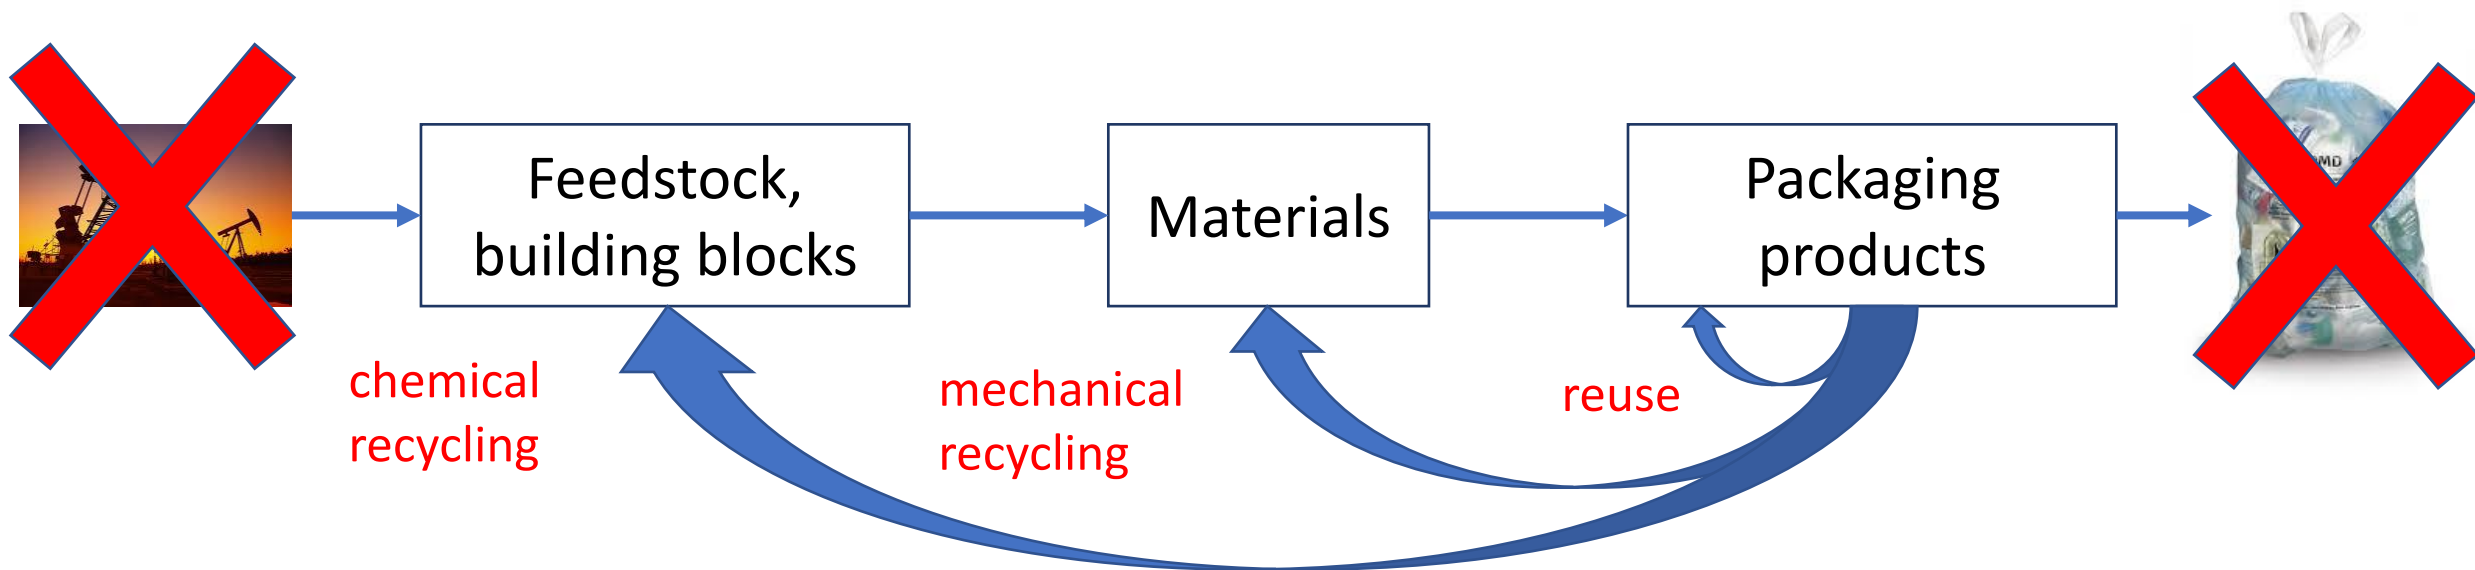 Feedstock,
building blocks
Materials
Packaging
products
chemical
recycling
mechanical
recycling
reuse